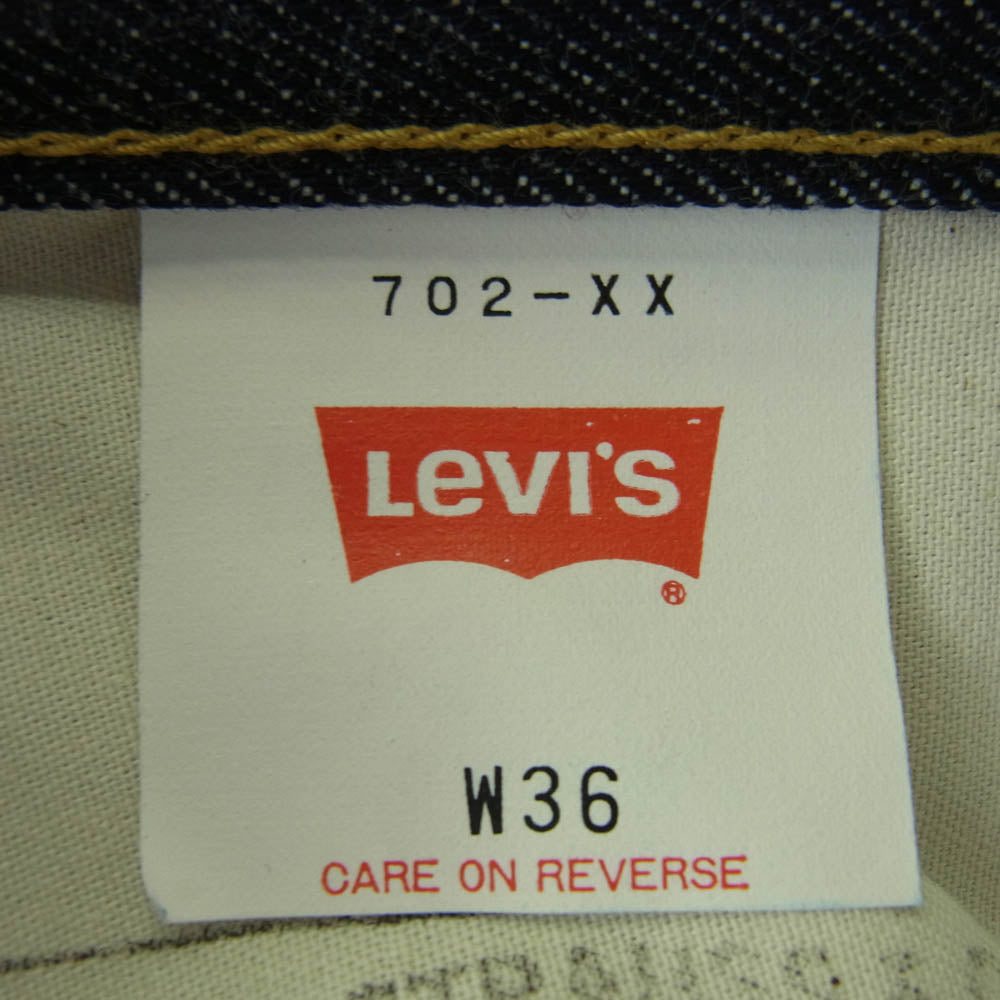 702-XX
LEVI'S
®
W36
CARE ON REVERSE